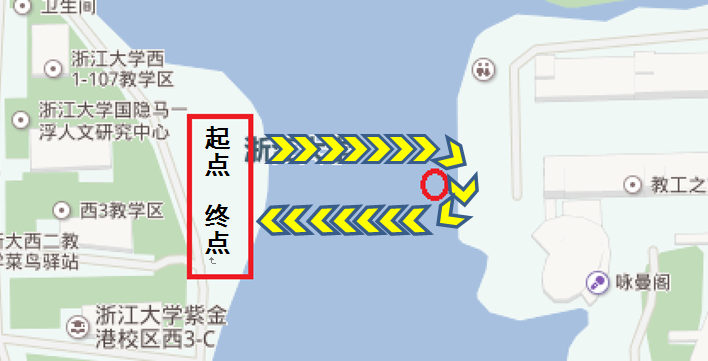 卫生间
浙江大学西
1-107教学区
浙江大学国隐马一
浮人文研究中心
起
点
终
点
浙
西3教学区
教工之
大西二教
学菜鸟驿站
咏曼阁
浙江大学紫金
港校区西3-C